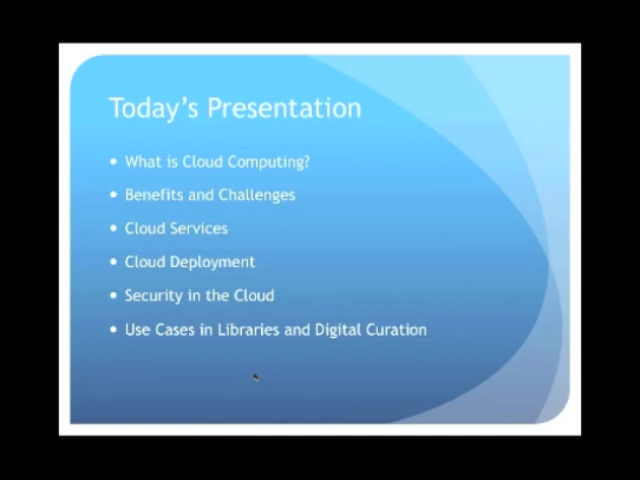 Today's Presentation
• What is Cloud Computing?
• Benefits and Challenges
• Cloud Services
• Cloud Deployment
• Security in the Cloud
• Use Cases in Libraries and Digital Curation